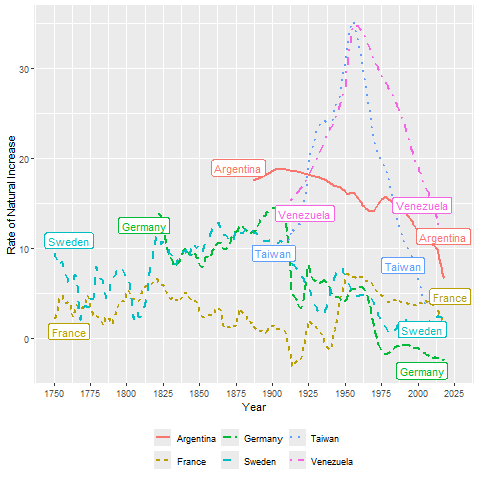 30
20
10
0
Rate of Natural Increase
Argentina
Venezuela
Venezuela
Germany
Sweden
Argentina
Taiwan
Taiwan
France
France
Sweden
Germany
1750 1775 1800 1825 1850 1875 1900 1925 1950 1975 2000 2025
Year
Argentina Germany Taiwan
France Sweden Venezuela